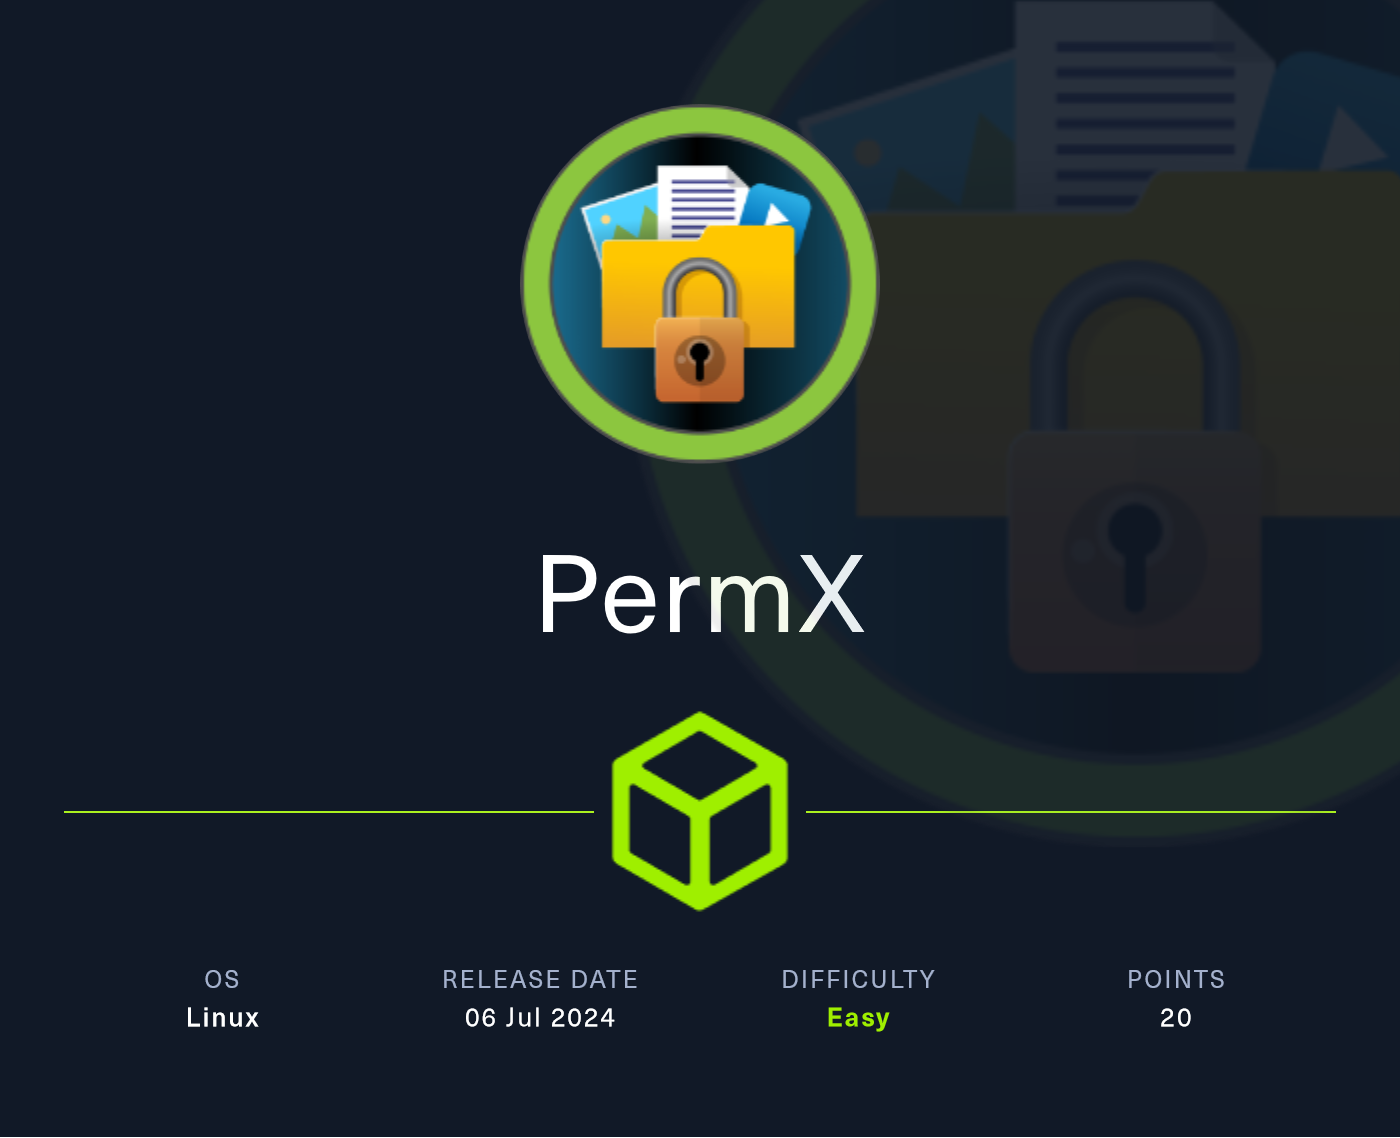 PermX
OS
RELEASE DATE
DIFFICULTY
POINTS
Linux
06 Jul 2024
Easy
20